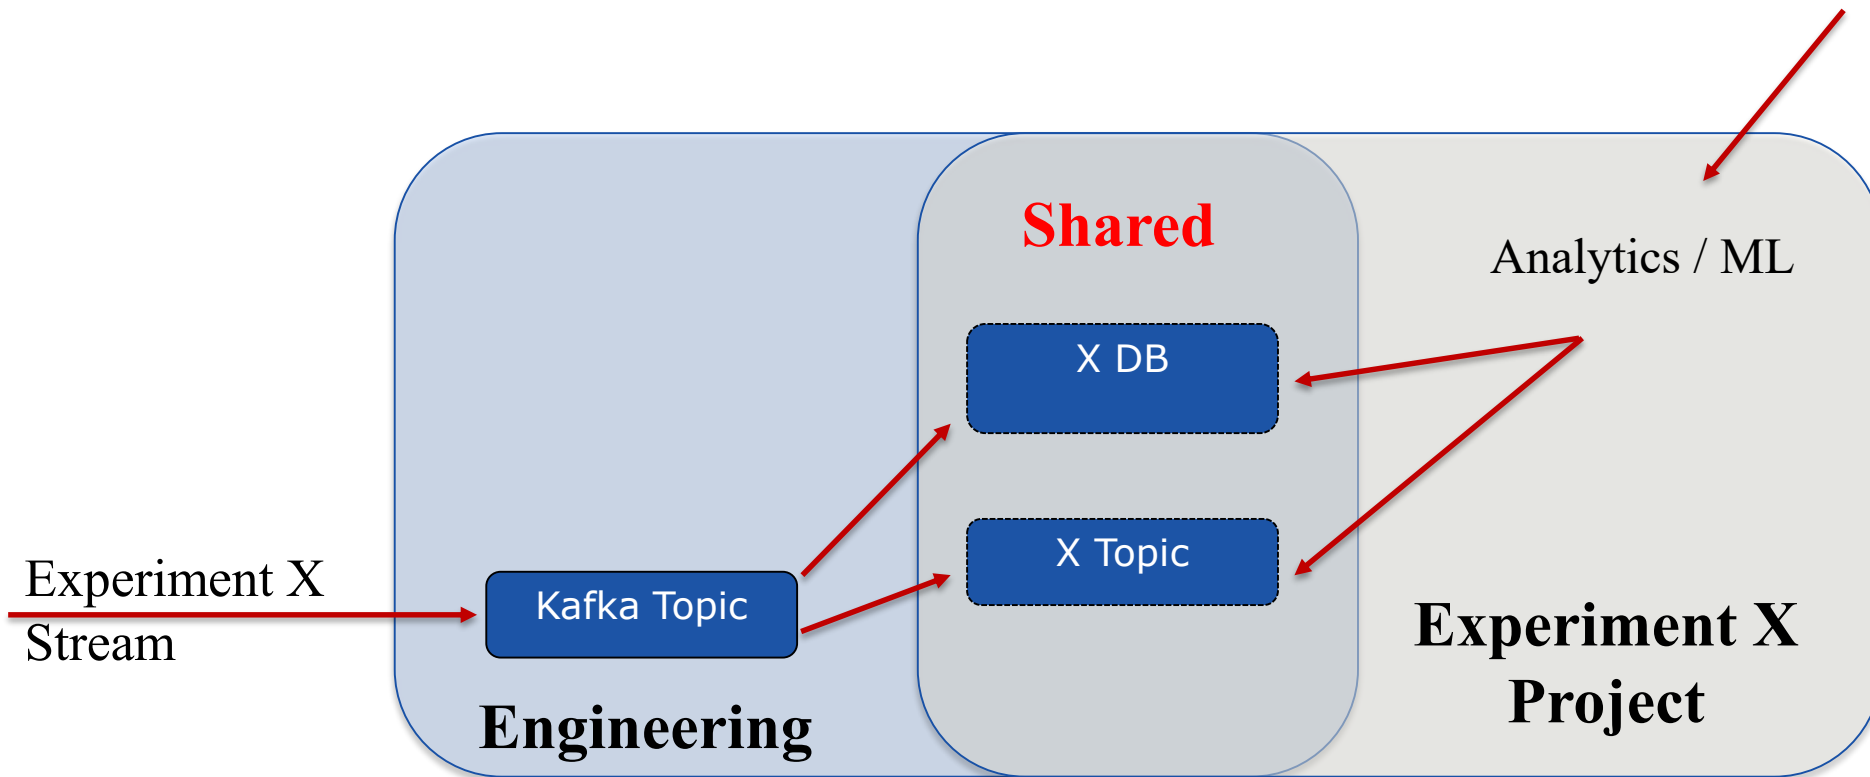 Shared
Analytics / ML
X DB
X Topic
Experiment X
Stream
Kafka Topic
Experiment X
Project
Engineering